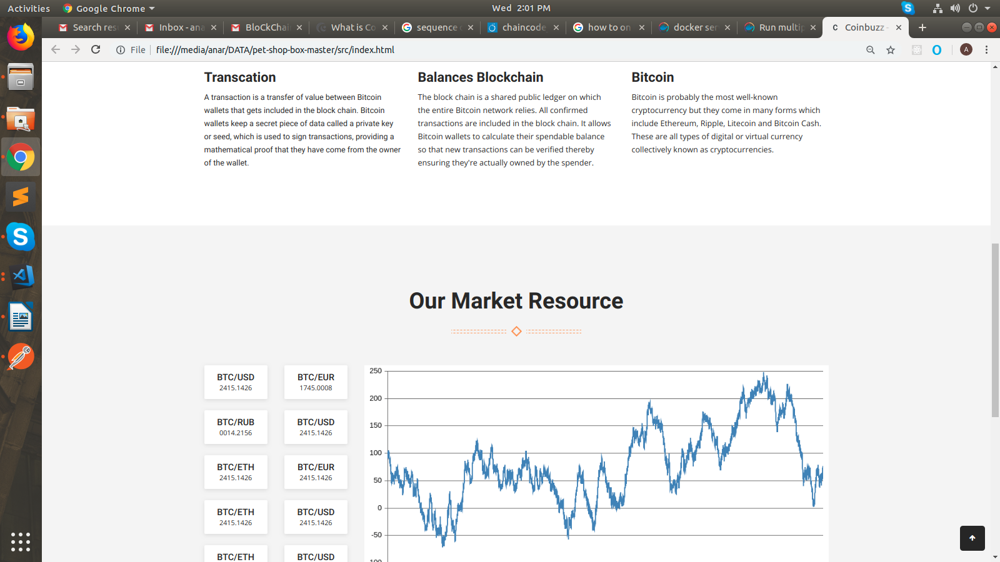 Activities
Google Chrome
Wed 2:01 PM
Search res
Inbox - ana
BloCKChai
What is Co
sequence d
chaincode
how to on
docker ser
Run multip
C Coinbuzz -
File
file:///media/anar/DATA/pet-shop-box-master/src/index.html
A
Transcation
A transaction is a transfer of value between Bitcoin
wallets that gets included in the block chain. Bitcoin
wallets keep a secret piece of data called a private key
or seed, which is used to sign transactions, providing a
mathematical proof that they have come from the owner
of the wallet.
Balances Blockchain
The block chain is a shared public ledger on which
the entire Bitcoin network relies. All confirmed
transactions are included in the block chain. It allows
Bitcoin wallets to calculate their spendable balance
so that new transactions can be verified thereby
ensuring they're actually owned by the spender.
Bitcoin
Bitcoin is probably the most well-known
cryptocurrency but they come in many forms which
include Ethereum, Ripple, Litecoin and Bitcoin Cash.
These are all types of digital or virtual currency
collectively known as cryptocurrencies.
Our Market Resource
BTC/USD
2415.1426
BTC/EUR
1745.0008
BTC/RUB
0014.2156
BTC/USD
2415.1426
BTC/ETH
2415.1426
BTC/EUR
2415.1426
BTC/ETH
2415.1426
BTC/USD
2415.1426
BTC/ETH
BTC/USD
250
200
150
100
50
0
-50